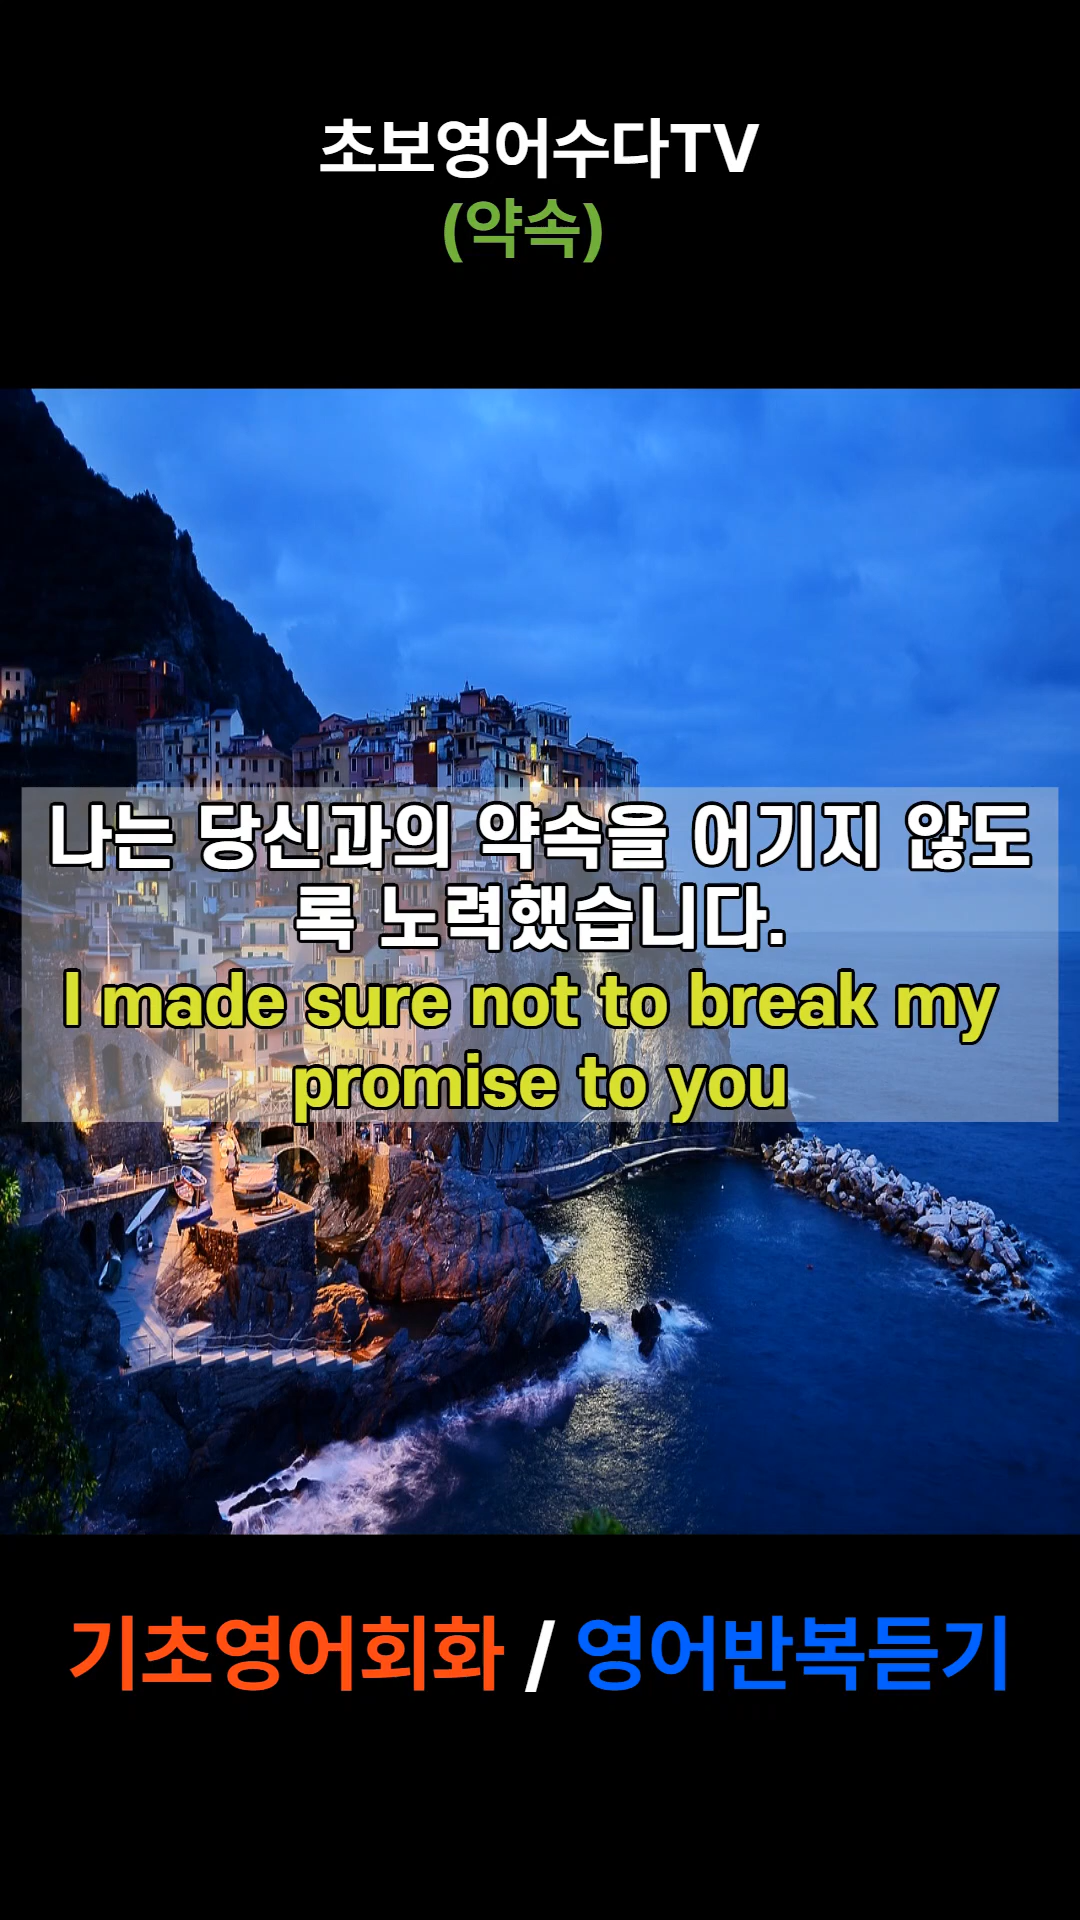 초보영어수다TV
(약속)
나는 당신과의 약속을 어기지 않도
록 노력했습니다.
I made sure not to break my
promise to you
기초영어회화 / 영어반복듣기